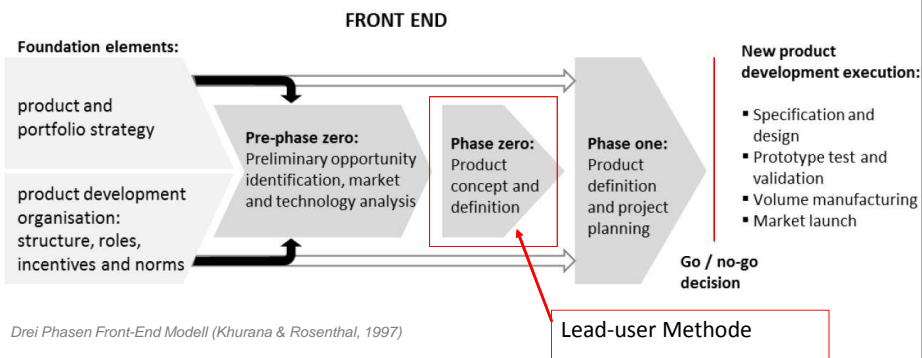 FRONT END
Foundation elements:
product and
portfolio strategy
product development
organisation:
structure, roles,
incentives and norms
Pre-phase zero:
Preliminary opportunity
identification, market
and technology analysis
Phase zero:
Product
concept and
definition
Phase one:
Product
definition
and project
planning
Go / no-go
decision
New product
development execution:
▪ Specification and
design
▪ Prototype test and
validation
▪ Volume manufacturing
▪ Market launch
Drei Phasen Front-End Modell (Khurana & Rosenthal, 1997)
Lead-user Methode